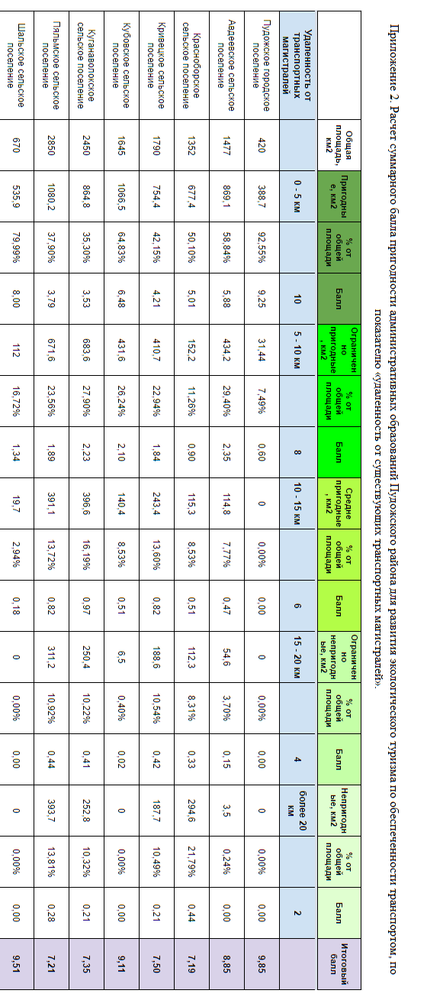 Приложение 2. Расчет суммарного балла пригодности административных образований Пудожского района для развития экологического туризма по обеспеченности транспортом, по
показателю «удаленность от существующих транспортных магистралей».
Общая площадь, км2 | Пригодные, км2 | % от общей площади | Балл | Ограниченно пригодные, км2 | % от общей площади | Балл | Средне пригодные, км2 | % от общей площади | Балл | Ограниченно непригодные, км2 | % от общей площади | Балл | Непригодные, км2 | % от общей площади | Балл | Итоговый балл
Удаленность от транспортных магистралей | 0 - 5 км | 10 | 5 - 10 км | 8 | 10 - 15 км | 6 | 15 - 20 км | 4 | более 20 км | 2
Пудожское городское поселение | 420 | 388,7 | 92,55% | 9,25 | 31,44 | 7,49% | 0,60 | 0 | 0,00% | 0,00 | 0 | 0,00% | 0,00 | 0 | 0,00% | 0,00 | 9,85
Авдеевское сельское поселение | 1477 | 869,1 | 58,84% | 5,88 | 434,2 | 29,40% | 2,35 | 114,8 | 7,77% | 0,47 | 54,6 | 3,70% | 0,15 | 3,5 | 0,24% | 0,00 | 8,85
Красноборское сельское поселение | 1352 | 677,4 | 50,10% | 5,01 | 152,2 | 11,26% | 0,90 | 115,3 | 8,53% | 0,51 | 112,3 | 8,31% | 0,33 | 294,6 | 21,79% | 0,44 | 7,19
Кривецкое сельское поселение | 1790 | 754,4 | 42,15% | 4,21 | 410,7 | 22,94% | 1,84 | 243,4 | 13,60% | 0,82 | 188,6 | 10,54% | 0,42 | 187,7 | 10,49% | 0,21 | 7,50
Кубовское сельское поселение | 1645 | 1066,5 | 64,83% | 6,48 | 431,6 | 26,24% | 2,10 | 140,4 | 8,53% | 0,51 | 6,5 | 0,40% | 0,02 | 0 | 0,00% | 0,00 | 9,11
Куганаволокское сельское поселение | 2450 | 864,8 | 35,30% | 3,53 | 683,6 | 27,90% | 2,23 | 396,6 | 16,19% | 0,97 | 250,4 | 10,22% | 0,41 | 252,8 | 10,32% | 0,21 | 7,35
Пяльмское сельское поселение | 2850 | 1080,2 | 37,90% | 3,79 | 671,6 | 23,56% | 1,89 | 391,1 | 13,72% | 0,82 | 311,2 | 10,92% | 0,44 | 393,7 | 13,81% | 0,28 | 7,21
Шальское сельское поселение | 670 | 535,9 | 79,99% | 8,00 | 112 | 16,72% | 1,34 | 19,7 | 2,94% | 0,18 | 0 | 0,00% | 0,00 | 0 | 0,00% | 0,00 | 9,51